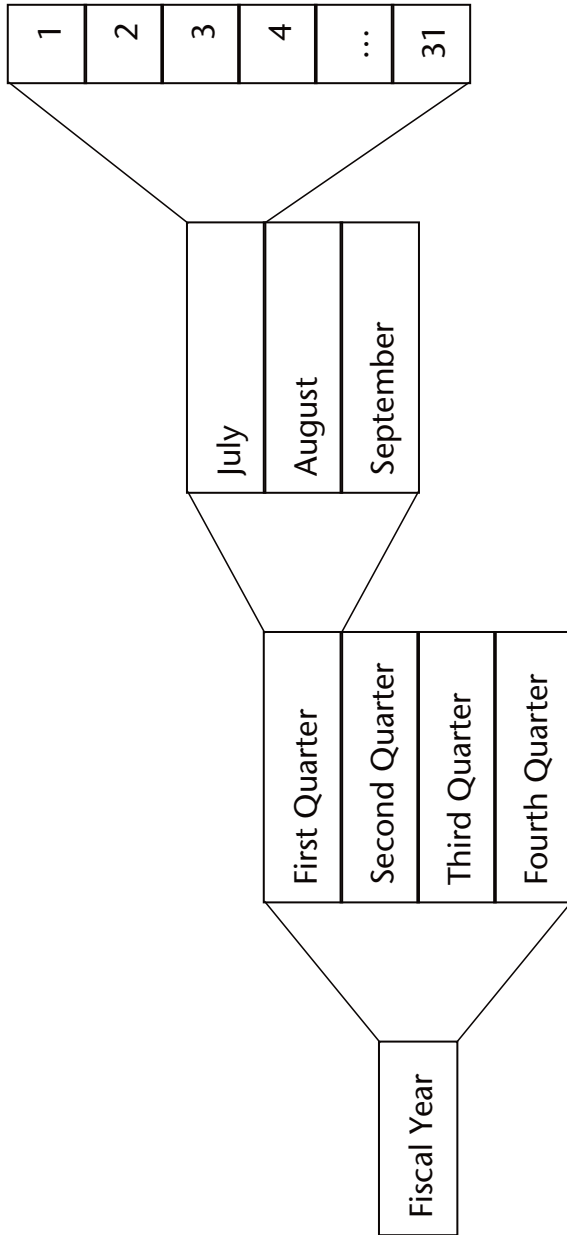 Fiscal Year
First Quarter
Second Quarter
Third Quarter
Fourth Quarter
July
August
September
1
2
3
4
...
31